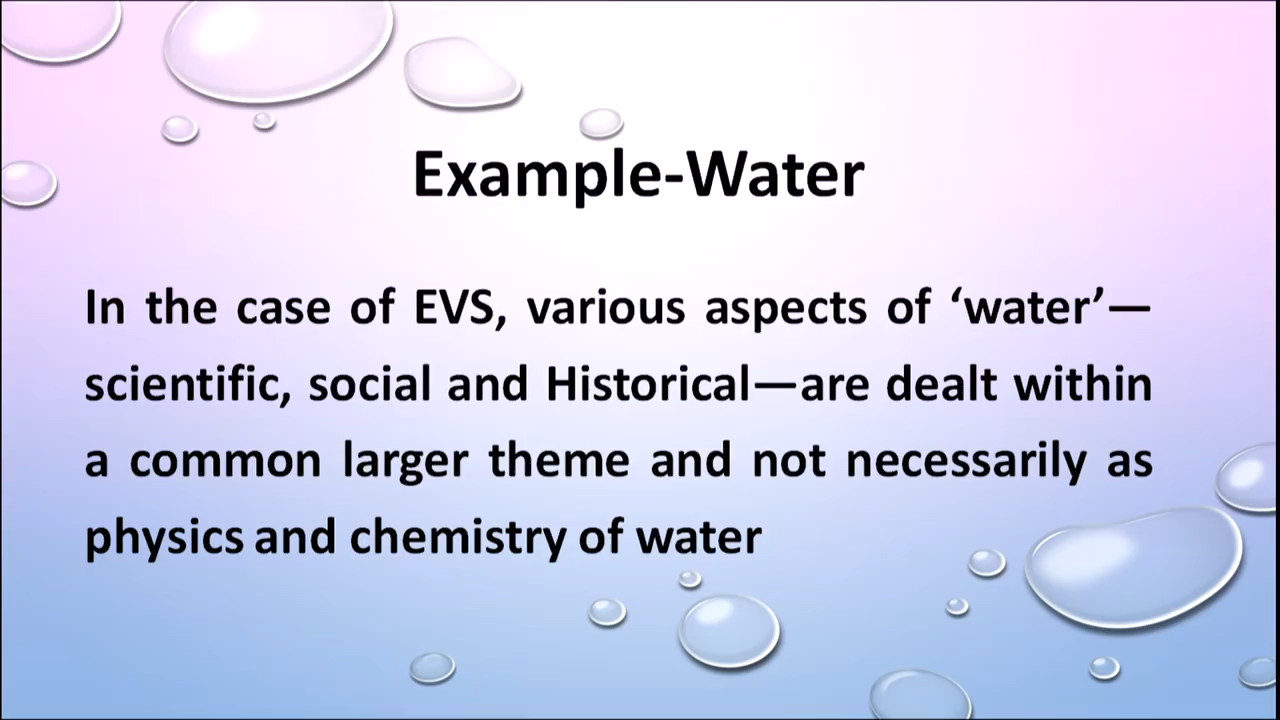 Example-Water
In the case of EVS, various aspects of ‘water’—
scientific, social and Historical—are dealt within
a common larger theme and not necessarily as
physics and chemistry of water